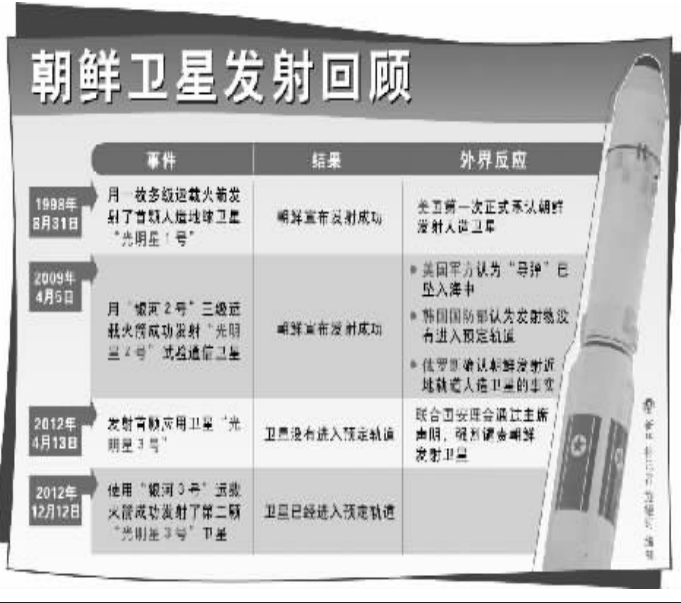 朝鲜卫星发射回顾
事件
结果
外界反应
1998年
8月31日
用一枚多级运载火箭发
射了首颗人造地球卫星
“光明星1号”
朝鲜宣布发射成功
美国第一次正式承认朝鲜
发射人造卫星
2009年
4月5日
用“银河2号”三级运
载火箭成功发射“光明
星2号”试验通信卫星
朝鲜宣布发射成功
美国军方认为“导弹”已
坠入海中
韩国国防部认为发射物没
有进入预定轨道
俄罗斯确认朝鲜发射近
地轨道人造卫星的事实
2012年
4月13日
发射首颗应用卫星“光
明星3号”
卫星没有进入预定轨道
联合国安理会通过主席
声明，强烈谴责朝鲜
发射卫星
2012年
12月12日
使用“银河3号”运载
火箭成功发射了第二颗
“光明星3号”卫星
卫星已经进入预定轨道